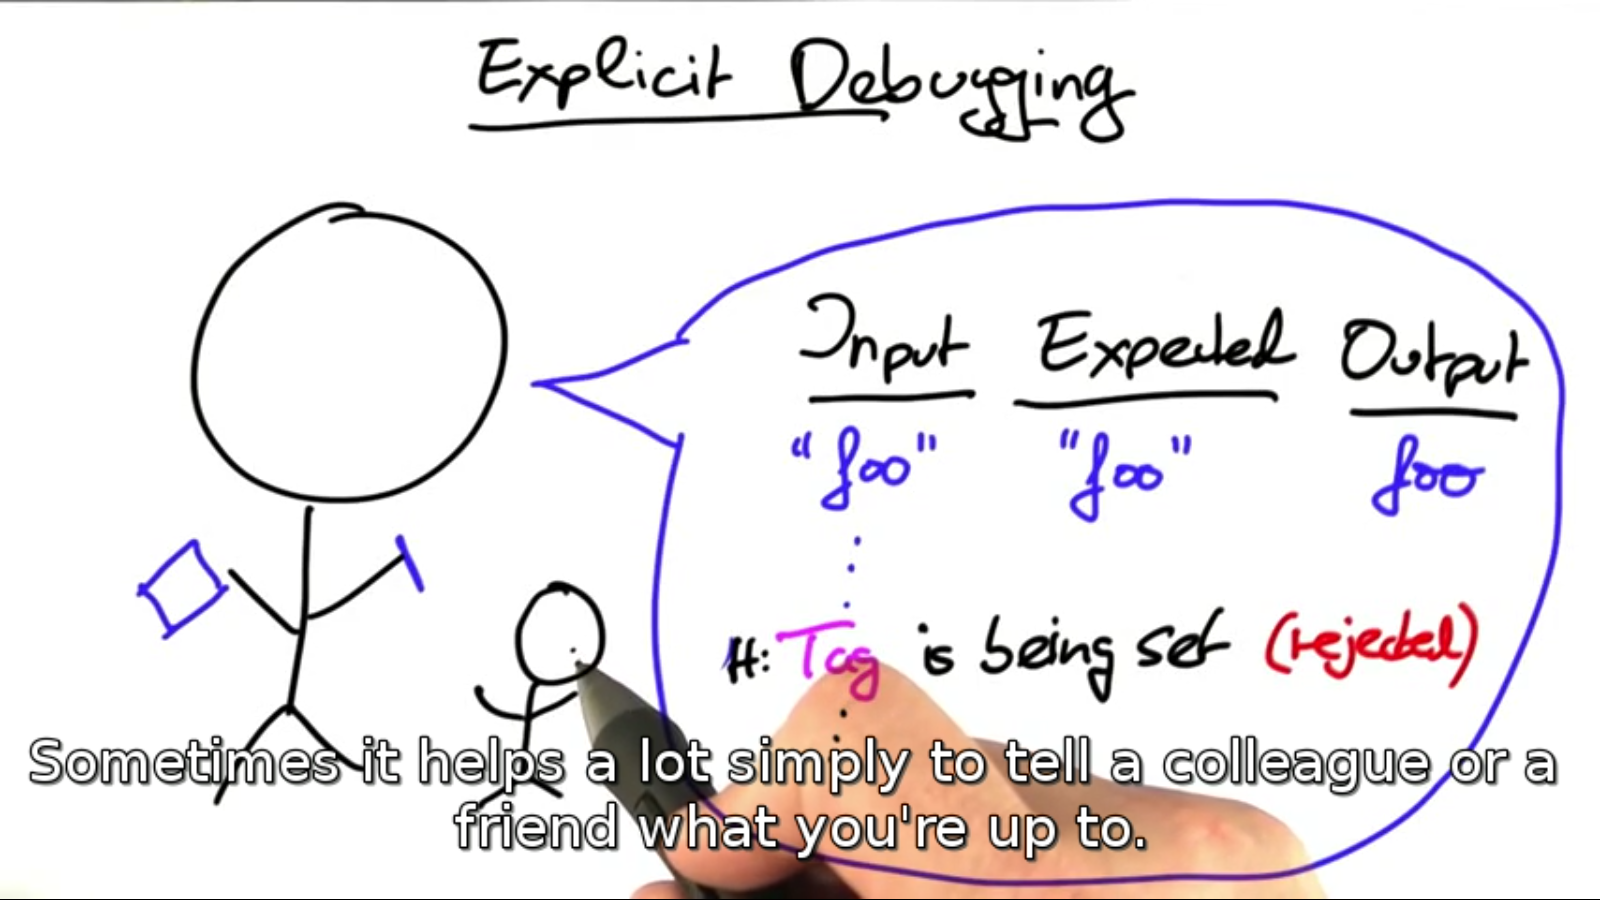 Explicit Debugging
Input Expected Output
"foo" "foo" foo
H: Tag is being set (rejected)
Sometimes it helps a lot simply to tell a colleague or a
friend what you're up to.